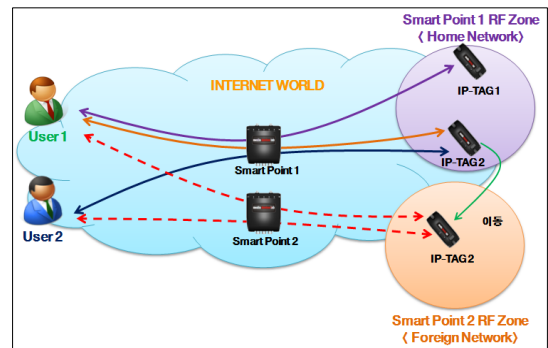 Smart Point 1 RF Zone
< Home Network>
INTERNET WORLD
IP-TAG1
User1
IP-TAG2
Smart Point 1
User2
Smart Point 2
이동
IP-TAG2
Smart Point 2 RF Zone
< Foreign Network>